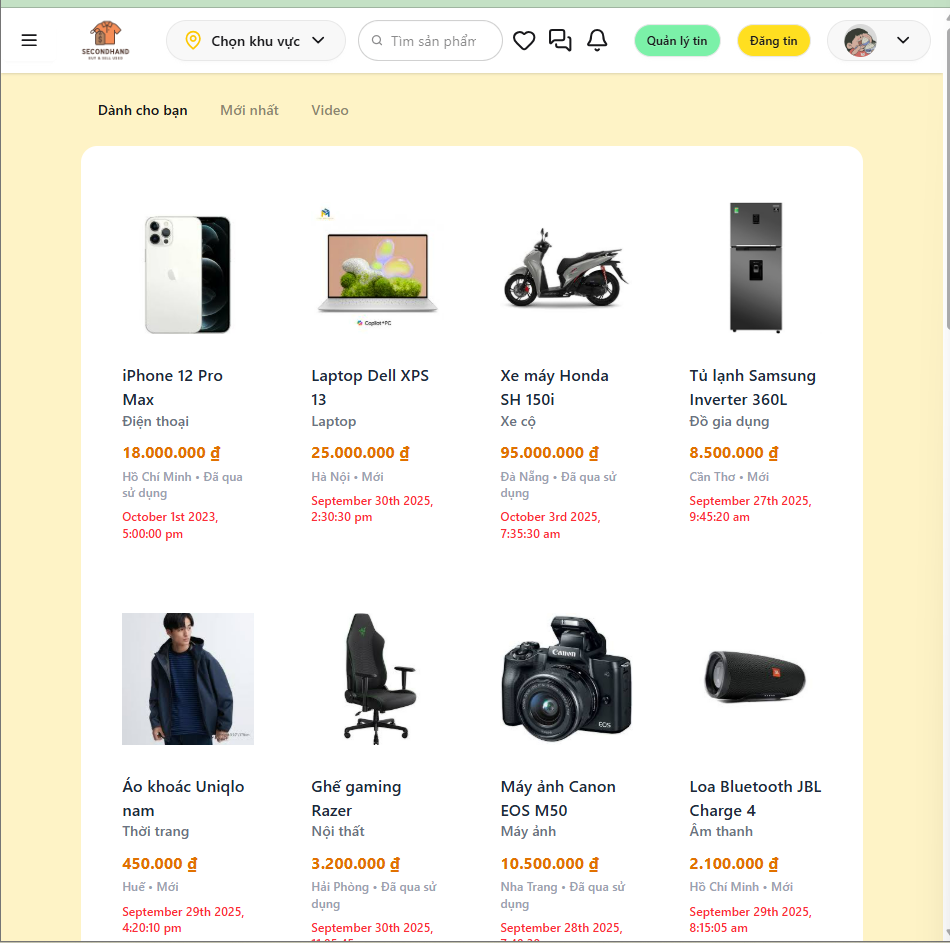 SECONDHAND
BUY & SELL USED
Chọn khu vực
Tìm sản phẩm
Quản lý tin
Đăng tin
Dành cho bạn
Mới nhất
Video
Copilot+PC
iPhone 12 Pro
Max
Điện thoại
18.000.000 ₫
Hồ Chí Minh • Đã qua
sử dụng
October 1st 2023,
5:00:00 pm
Laptop Dell XPS
13
Laptop
25.000.000 ₫
Hà Nội • Mới
September 30th 2025,
2:30:30 pm
Xe máy Honda
SH 150i
Xe cộ
95.000.000 ₫
Đà Nẵng • Đã qua sử
dụng
October 3rd 2025,
7:35:30 am
Tủ lạnh Samsung
Inverter 360L
Đồ gia dụng
8.500.000 ₫
Cần Thơ • Mới
September 27th 2025,
9:45:20 am
Canon
EOS
JBL
Áo khoác Uniqlo
nam
Thời trang
450.000 ₫
Huế • Mới
September 29th 2025,
4:20:10 pm
Ghế gaming
Razer
Nội thất
3.200.000 ₫
Hải Phòng • Đã qua sử
dụng
September 30th 2025,
Máy ảnh Canon
EOS M50
Máy ảnh
10.500.000 ₫
Nha Trang • Đã qua sử
dụng
September 28th 2025,
Loa Bluetooth JBL
Charge 4
Âm thanh
2.100.000 ₫
Hồ Chí Minh • Mới
September 29th 2025,
8:15:05 am